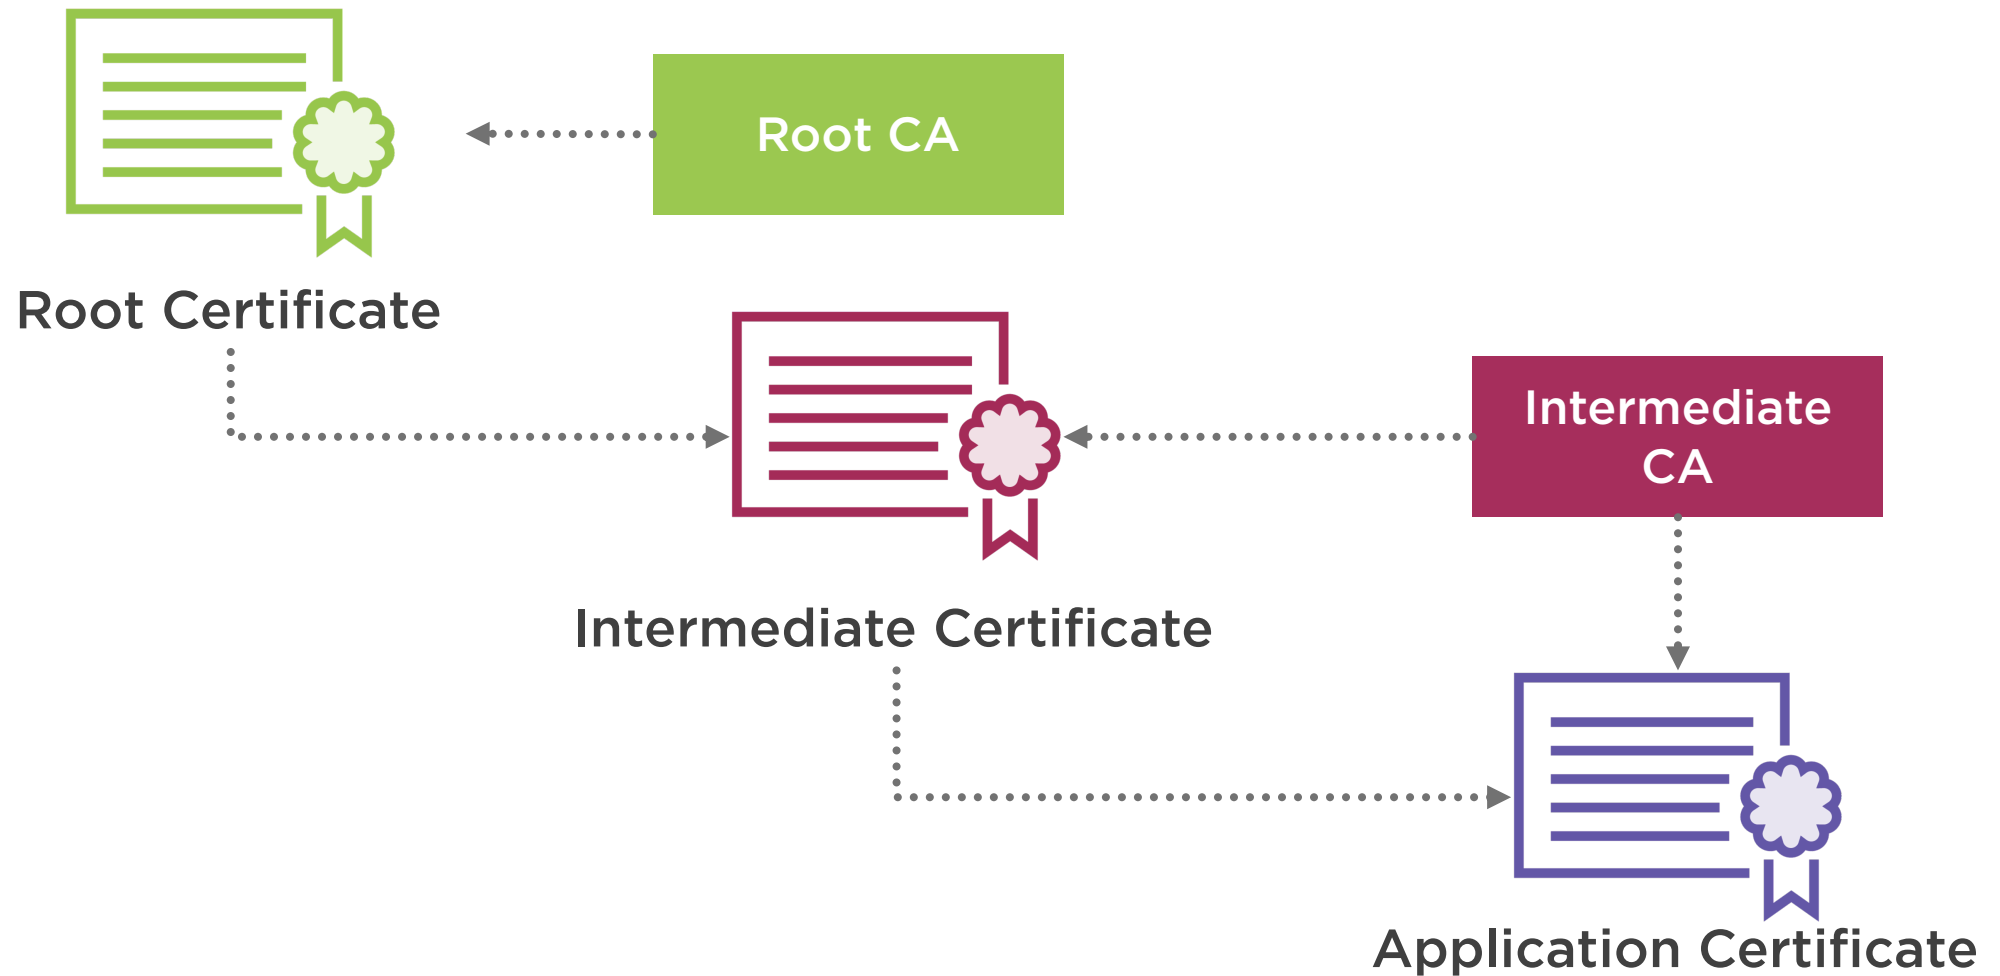 Root CA
Root Certificate
Intermediate
CA
Intermediate Certificate
Application Certificate